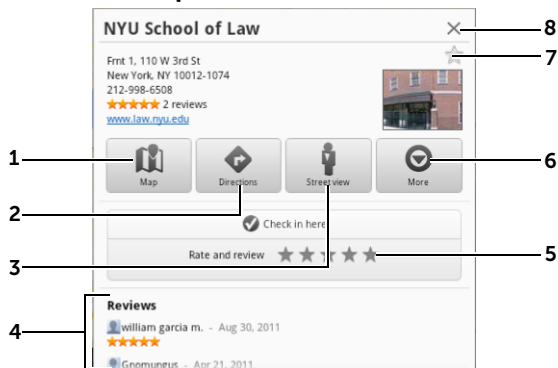 NYU School of Law
8
7
Frnt 1, 110 W 3rd St
New York, NY 10012-1074
212-998-6508
2 reviews
www.law.nyu.edu
1
6
Map
Directions
Street view
More
2
Check in here
3
Rate and review
5
Reviews
4
william garcia m. - Aug 30, 2011
Gnomungus - Apr 21, 2011